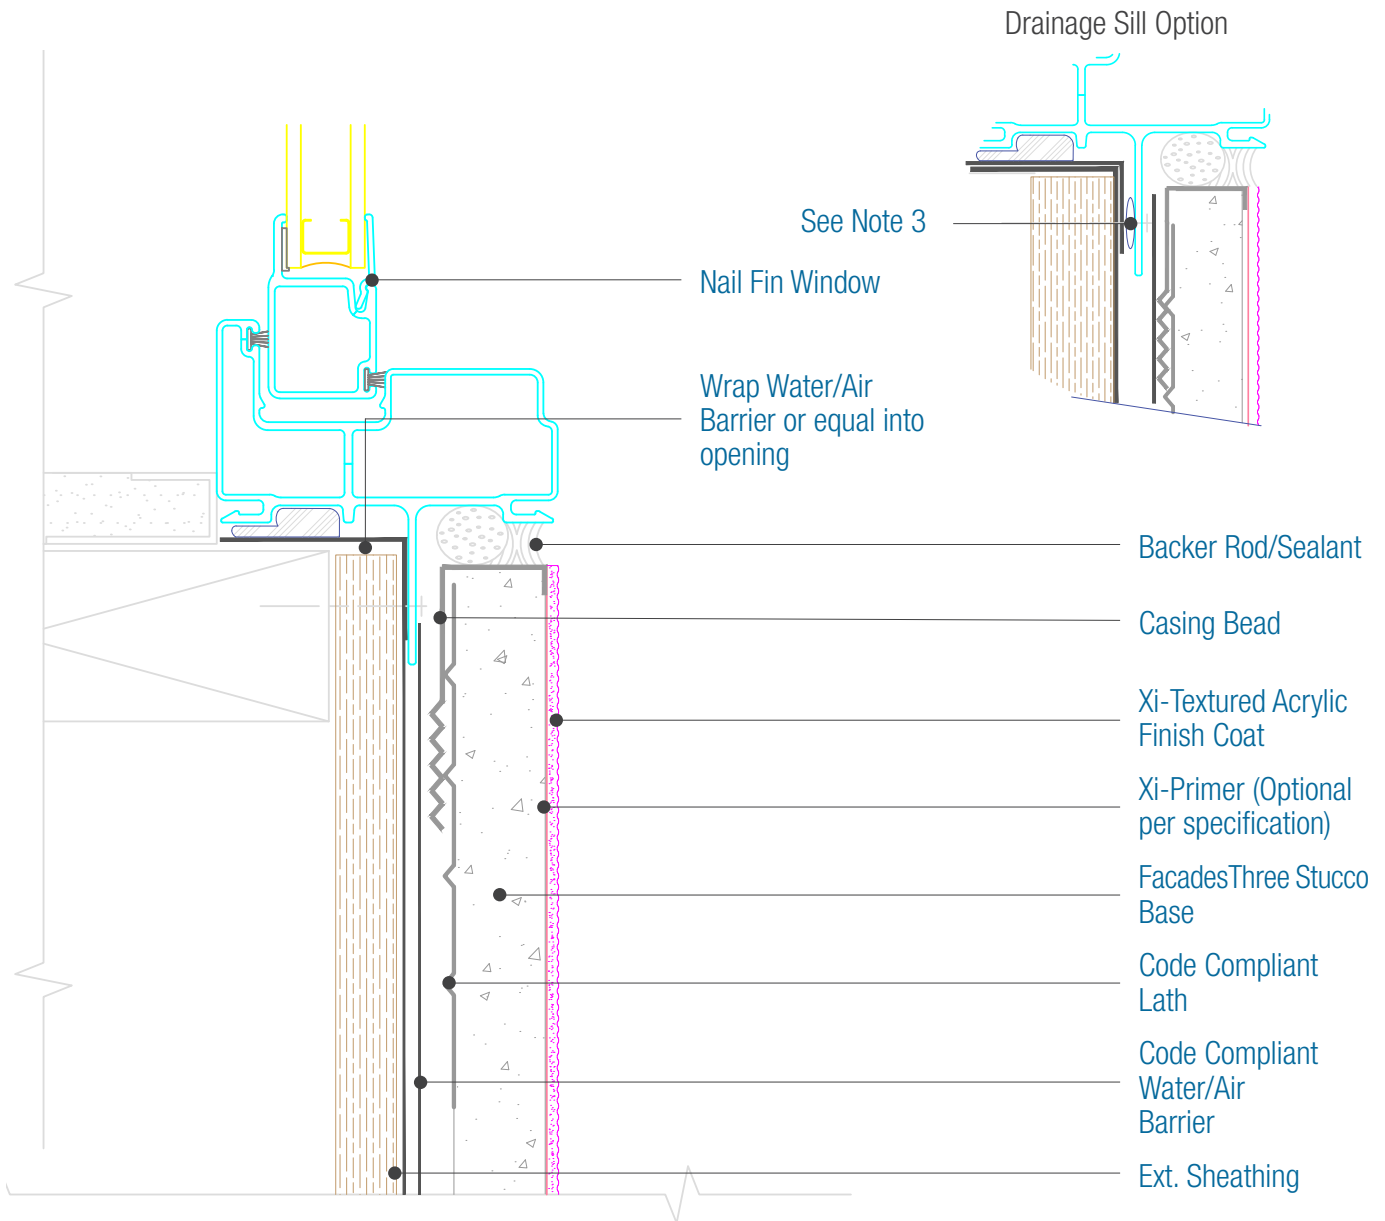 Drainage Sill Option
See Note 3
Nail Fin Window
Wrap Water/Air
Barrier or equal into
opening
Backer Rod/Sealant
Casing Bead
Xi-Textured Acrylic
Finish Coat
Xi-Primer (Optional
per specification)
FacadesThree Stucco
Base
Code Compliant
Lath
Code Compliant
Water/Air
Barrier
Ext. Sheathing